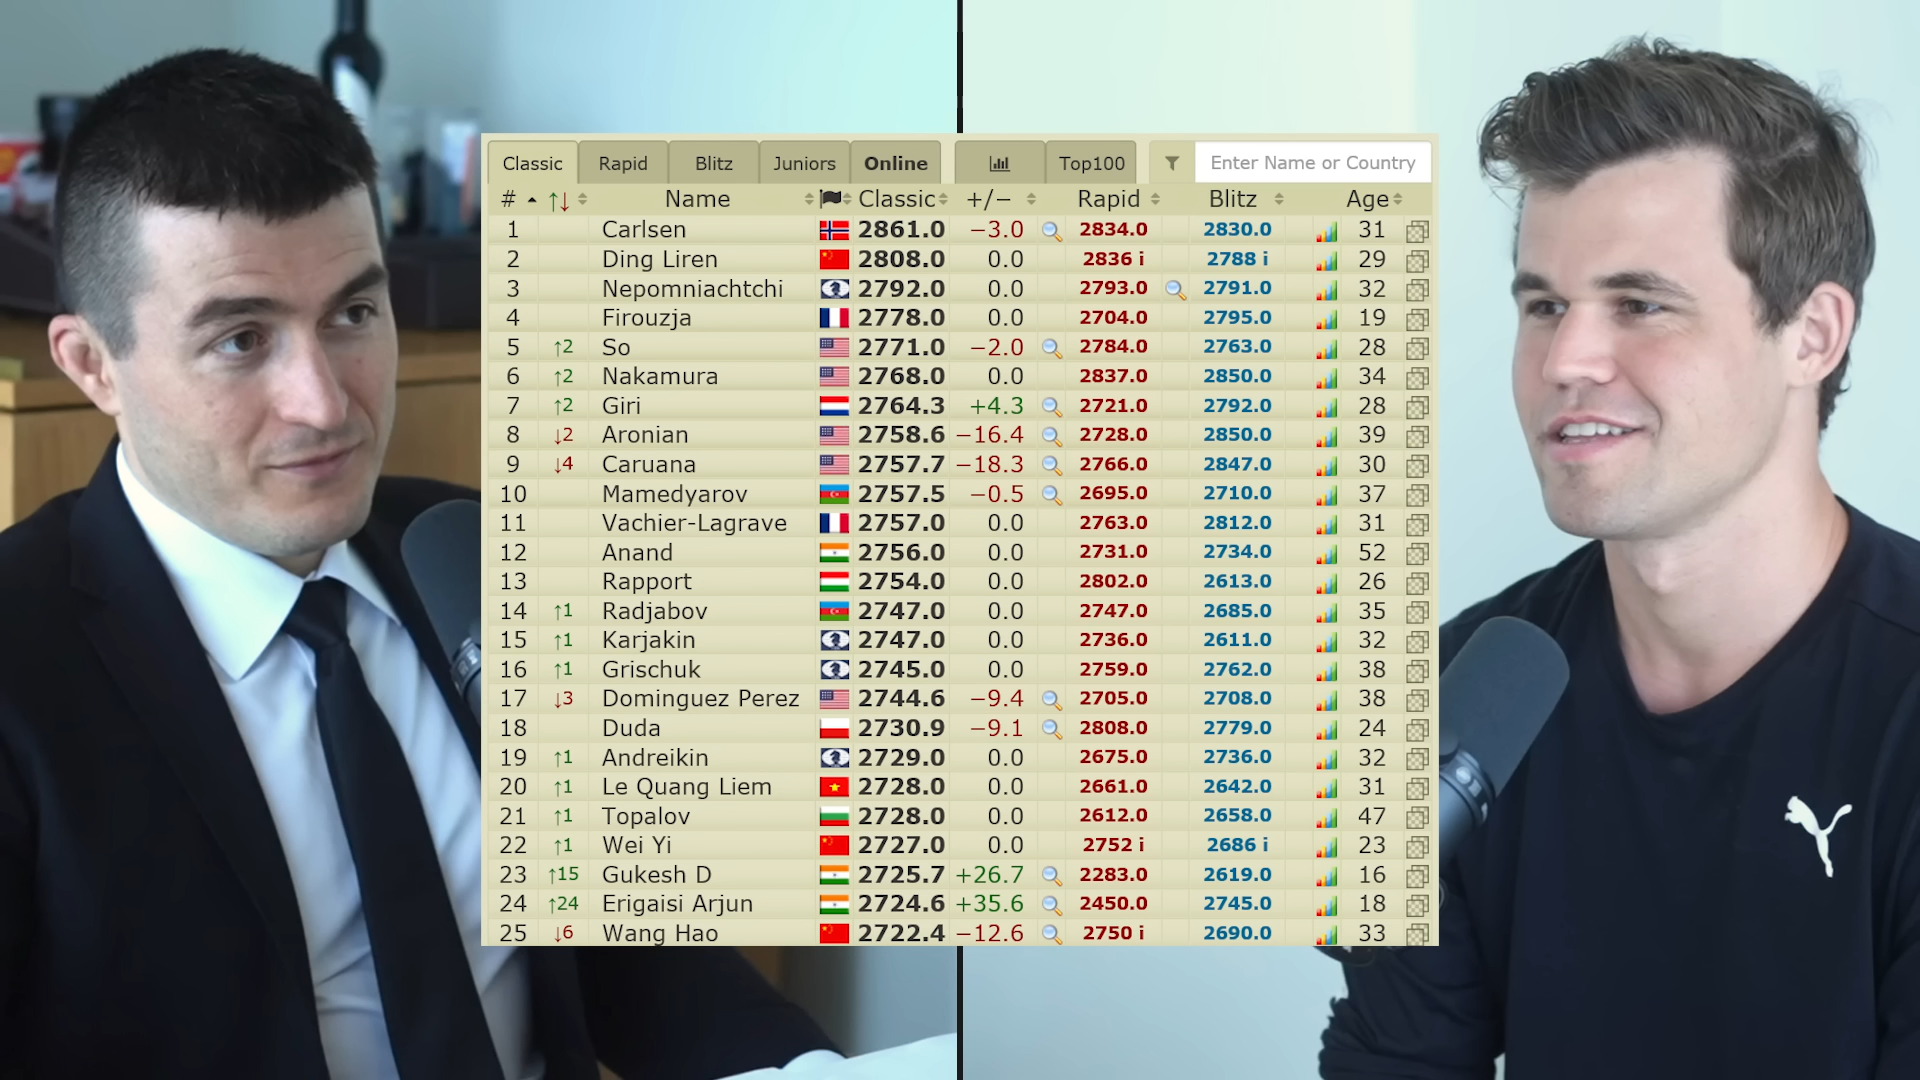 Classic Rapid Blitz Juniors Online Top100 Enter Name or Country
# ↑↓ Name Classic +/− Rapid Blitz Age
1 Carlsen 2861.0 −3.0 2834.0 2830.0 31
2 Ding Liren 2808.0 0.0 2836 i 2788 i 29
3 Nepomniachtchi 2792.0 0.0 2793.0 2791.0 32
4 Firouzja 2778.0 0.0 2704.0 2795.0 19
5 ↑2 So 2771.0 −2.0 2784.0 2763.0 28
6 ↑2 Nakamura 2768.0 0.0 2837.0 2850.0 34
7 ↑2 Giri 2764.3 +4.3 2721.0 2792.0 28
8 ↓2 Aronian 2758.6 −16.4 2728.0 2850.0 39
9 ↓4 Caruana 2757.7 −18.3 2766.0 2847.0 30
10 Mamedyarov 2757.5 −0.5 2695.0 2710.0 37
11 Vachier-Lagrave 2757.0 0.0 2763.0 2812.0 31
12 Anand 2756.0 0.0 2731.0 2734.0 52
13 Rapport 2754.0 0.0 2802.0 2613.0 26
14 ↑1 Radjabov 2747.0 0.0 2747.0 2685.0 35
15 ↑1 Karjakin 2747.0 0.0 2736.0 2611.0 32
16 ↑1 Grischuk 2745.0 0.0 2759.0 2762.0 38
17 ↓3 Dominguez Perez 2744.6 −9.4 2705.0 2708.0 38
18 Duda 2730.9 −9.1 2808.0 2779.0 24
19 ↑1 Andreikin 2729.0 0.0 2675.0 2736.0 32
20 ↑1 Le Quang Liem 2728.0 0.0 2661.0 2642.0 31
21 ↑1 Topalov 2728.0 0.0 2612.0 2658.0 47
22 ↑1 Wei Yi 2727.0 0.0 2752 i 2686 i 23
23 ↑15 Gukesh D 2725.7 +26.7 2283.0 2619.0 16
24 ↑24 Erigaisi Arjun 2724.6 +35.6 2450.0 2745.0 18
25 ↓6 Wang Hao 2722.4 −12.6 2750 i 2690.0 33